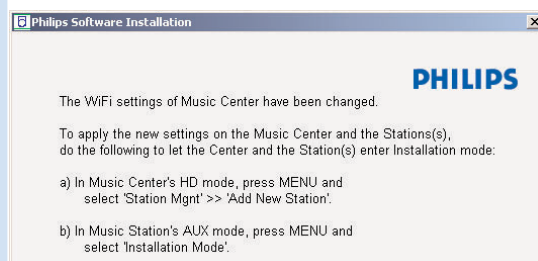 Philips Software Installation
PHILIPS
The WiFi settings of Music Center have been changed.
To apply the new settings on the Music Center and the Stations(s),
do the following to let the Center and the Station(s) enter Installation mode:
a) In Music Center's HD mode, press MENU and
select 'Station Mgnt' >> 'Add New Station'.
b) In Music Station's AUX mode, press MENU and
select 'Installation Mode'.